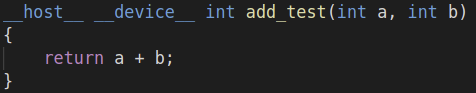 __host__ __device__ int add_test(int a, int b)
{
    return a + b;
}